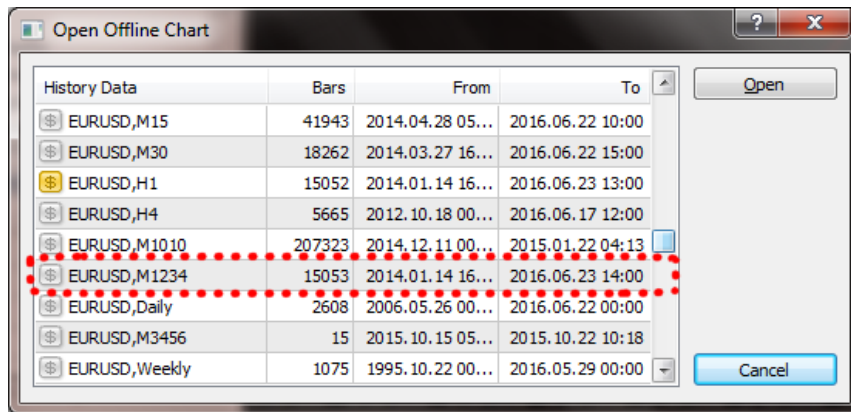 Open Offline Chart
?
X
History Data Bars From To
Open
$ EURUSD,M15 41943 2014.04.28 05... 2016.06.22 10:00
$ EURUSD,M30 18262 2014.03.27 16... 2016.06.22 15:00
$ EURUSD,H1 15052 2014.01.14 16... 2016.06.23 13:00
$ EURUSD,H4 5665 2012.10.18 00... 2016.06.17 12:00
$ EURUSD,M1010 207323 2014.12.11 00... 2015.01.22 04:13
$ EURUSD,M1234 15053 2014.01.14 16... 2016.06.23 14:00
$ EURUSD,Daily 2608 2006.05.26 00... 2016.06.22 00:00
$ EURUSD,M3456 15 2015.10.15 05... 2015.10.22 10:18
$ EURUSD,Weekly 1075 1995.10.22 00... 2016.05.29 00:00
Cancel